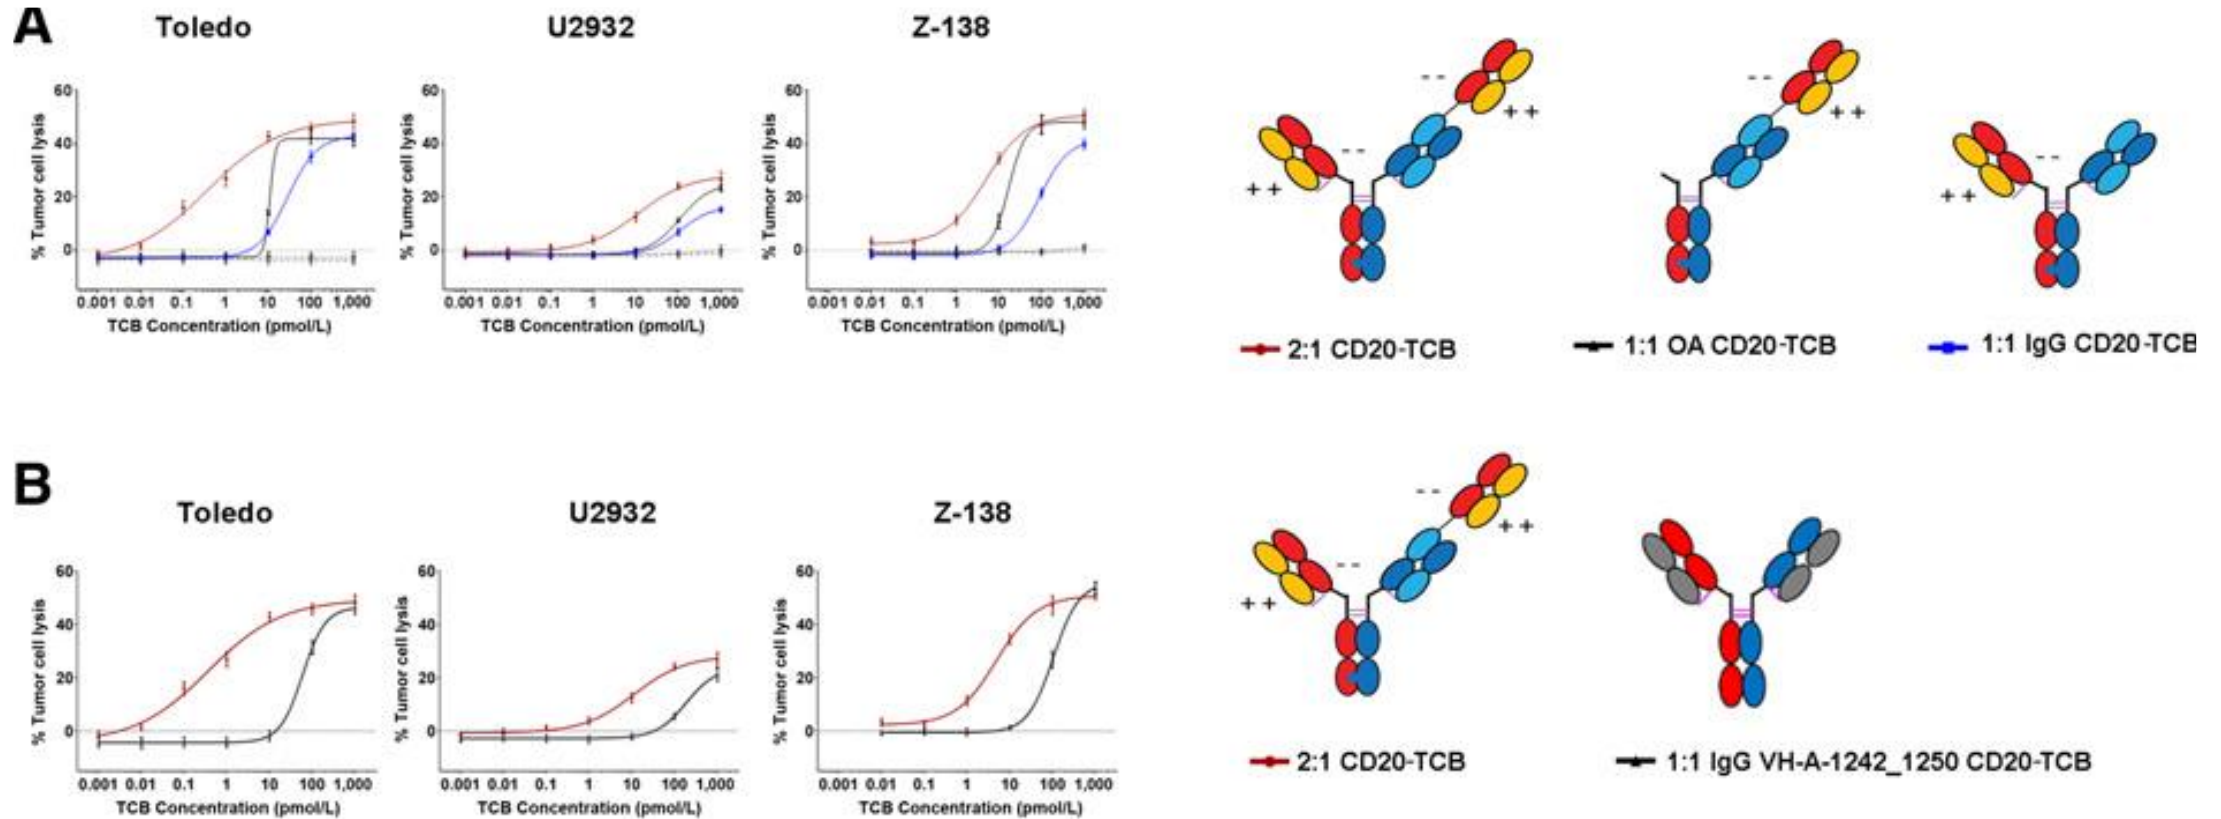 A
Toledo
U2932
Z-138
% Tumor cell lysis
60
40
20
0
0.001 0.01 0.1 1 10 100 1,000
TCB Concentration (pmol/L)
% Tumor cell lysis
60
40
20
0
0.001 0.01 0.1 1 10 100 1,000
TCB Concentration (pmol/L)
% Tumor cell lysis
60
40
20
0
0.001 0.01 0.1 1 10 100 1,000
TCB Concentration (pmol/L)
- -
+ +
- -
+ +
- -
+ +
- -
+ +
2:1 CD20-TCB
1:1 OA CD20-TCB
1:1 IgG CD20-TCB
B
Toledo
U2932
Z-138
% Tumor cell lysis
60
40
20
0
0.001 0.01 0.1 1 10 100 1,000
TCB Concentration (pmol/L)
% Tumor cell lysis
60
40
20
0
0.001 0.01 0.1 1 10 100 1,000
TCB Concentration (pmol/L)
% Tumor cell lysis
60
40
20
0
0.001 0.01 0.1 1 10 100 1,000
TCB Concentration (pmol/L)
- -
+ +
- -
+ +
2:1 CD20-TCB
1:1 IgG VH-A-1242_1250 CD20-TCB